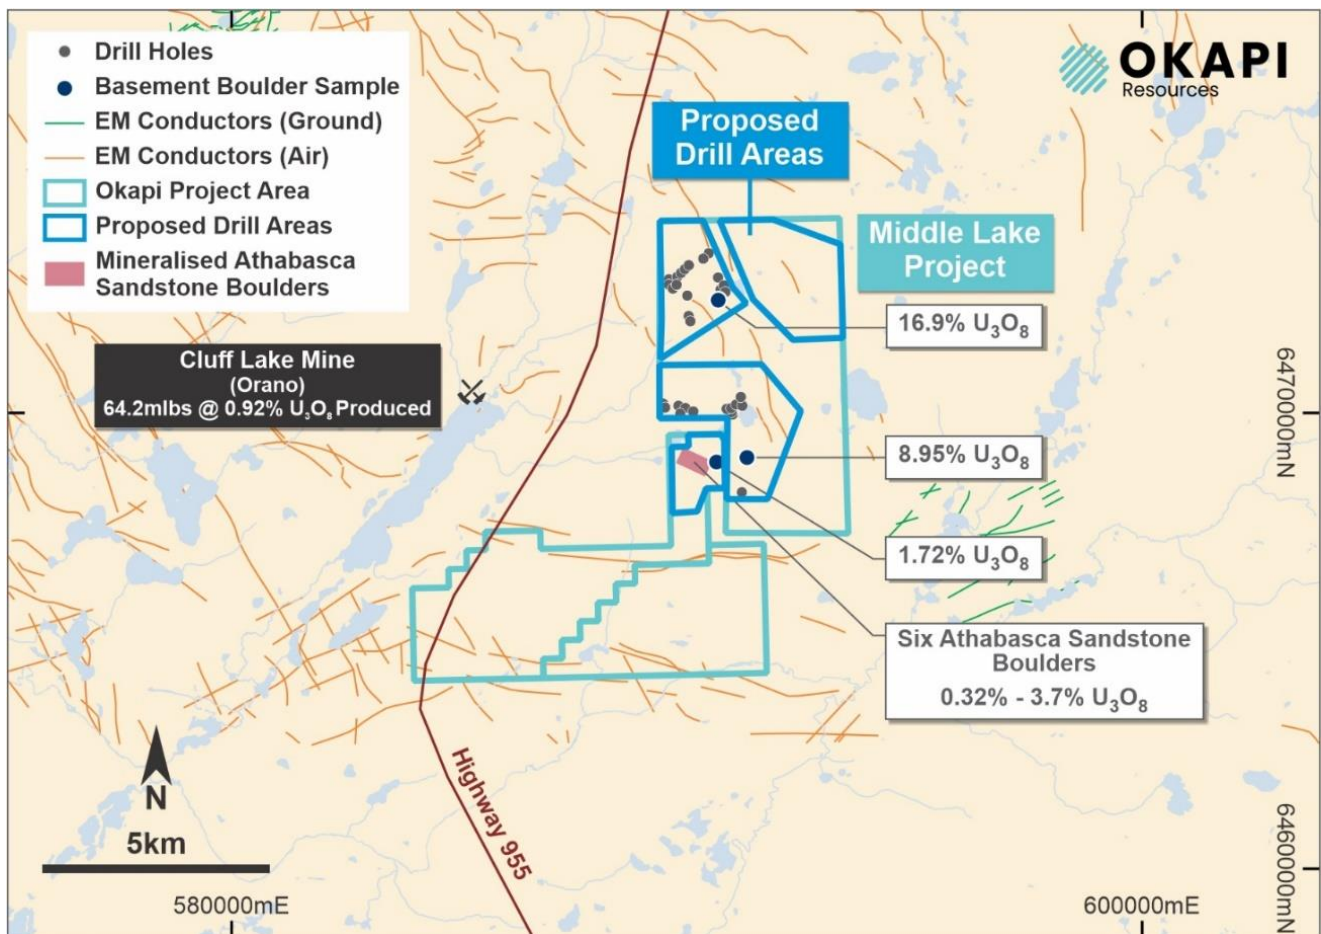 Drill Holes
Basement Boulder Sample
EM Conductors (Ground)
EM Conductors (Air)
Okapi Project Area
Proposed Drill Areas
Mineralised Athabasca
Sandstone Boulders
OKAPI
Resources
Proposed
Drill Areas
Middle Lake
Project
16.9% U₃O₈
Cluff Lake Mine
(Orano)
64.2mlbs @ 0.92% U₃O₈ Produced
6470000mN
8.95% U₃O₈
1.72% U₃O₈
Six Athabasca Sandstone
Boulders
0.32% - 3.7% U₃O₈
Highway 955
N
5km
6460000mN
580000mE
600000mE